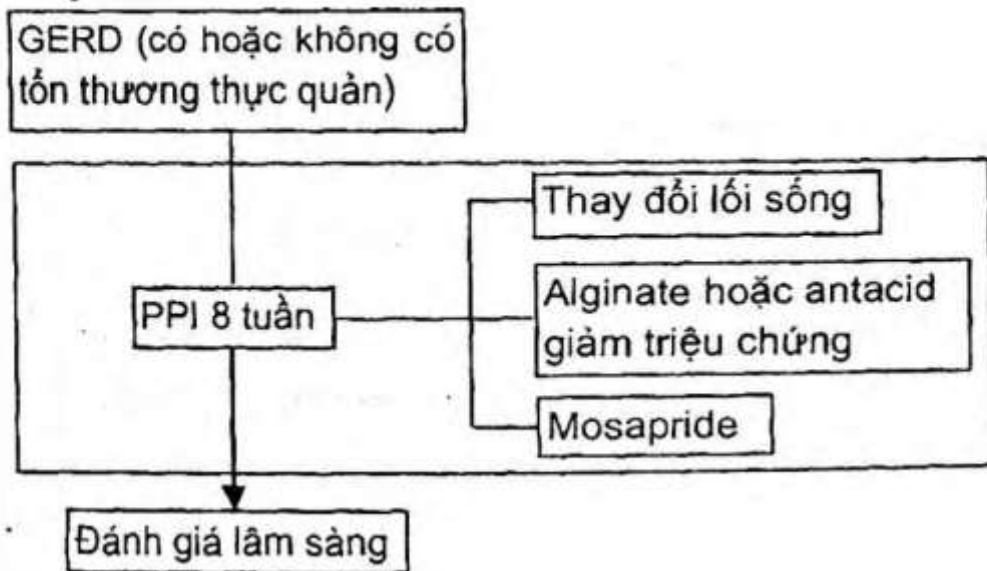 GERD (có hoặc không có
tổn thương thực quản)
Thay đổi lối sống
PPI 8 tuần
Alginate hoặc antacid
giảm triệu chứng
Mosapride
Đánh giá lâm sàng